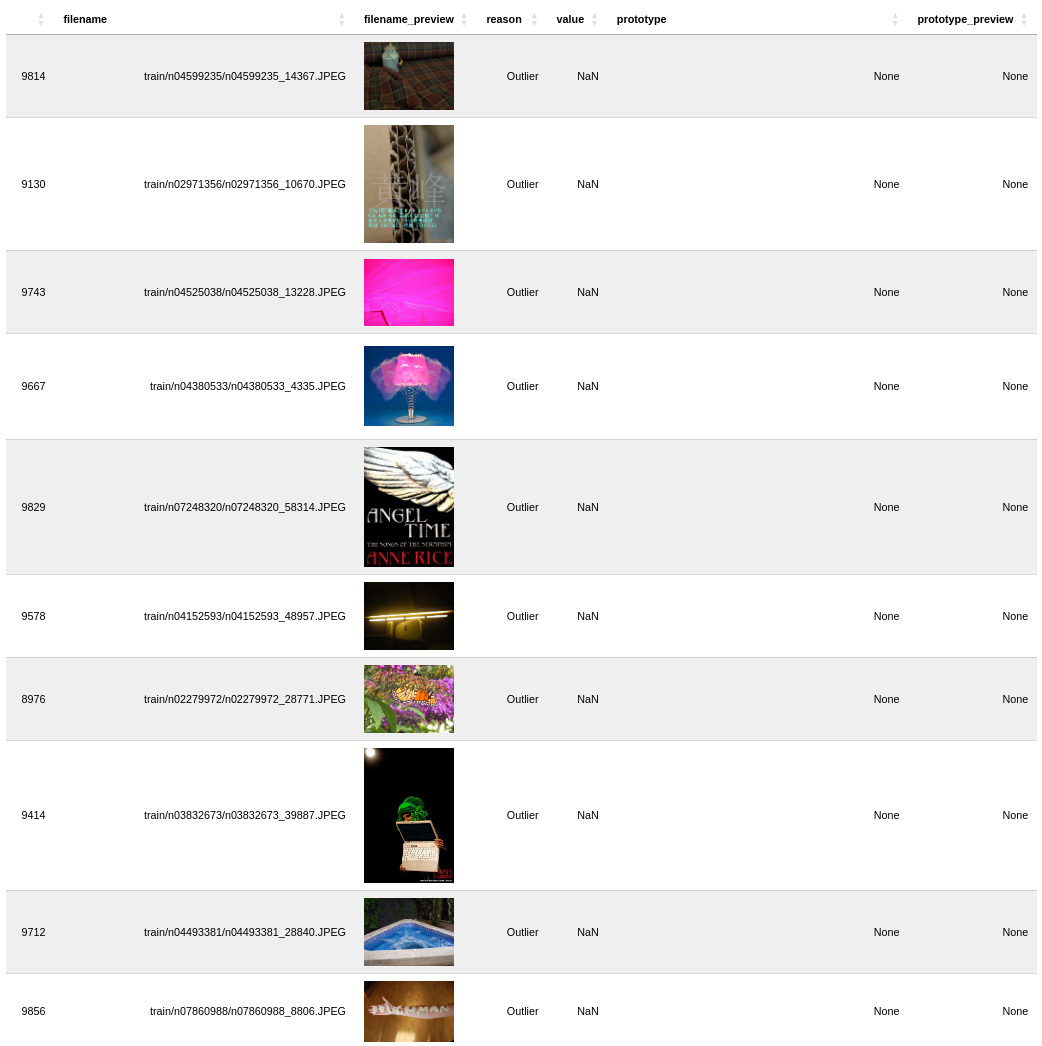 filename filename_preview reason value prototype prototype_preview
9814 train/n04599235/n04599235_14367.JPEG Outlier NaN None None
黄峰
9130 train/n02971356/n02971356_10670.JPEG Outlier NaN None None
9743 train/n04525038/n04525038_13228.JPEG Outlier NaN None None
9667 train/n04380533/n04380533_4335.JPEG Outlier NaN None None
ANGEL
TIME
THE SONGS OF THE SERAPHIM
ANNE RICE
9829 train/n07248320/n07248320_58314.JPEG Outlier NaN None None
9578 train/n04152593/n04152593_48957.JPEG Outlier NaN None None
8976 train/n02279972/n02279972_28771.JPEG Outlier NaN None None
9414 train/n03832673/n03832673_39887.JPEG Outlier NaN None None
9712 train/n04493381/n04493381_28840.JPEG Outlier NaN None None
9856 train/n07860988/n07860988_8806.JPEG Outlier NaN None None